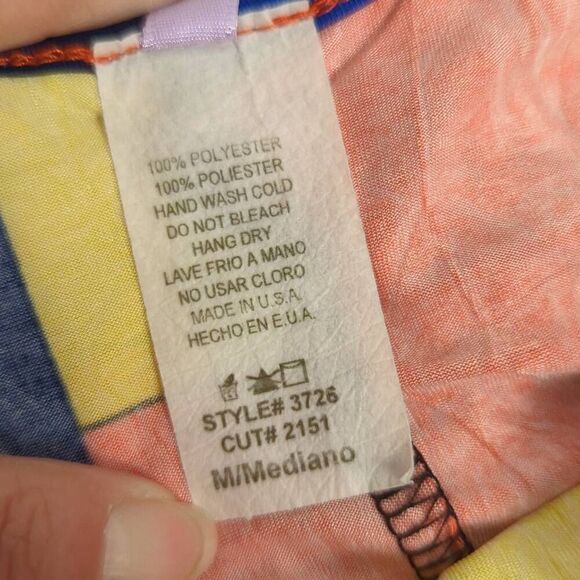 100% POLYESTER
100% POLIESTER
HAND WASH COLD
DO NOT BLEACH
HANG DRY
LAVE FRIO A MANO
NO USAR CLORO
MADE IN U.S.A.
HECHO EN E.U.A.
STYLE# 3726
CUT# 2151
M/Mediano